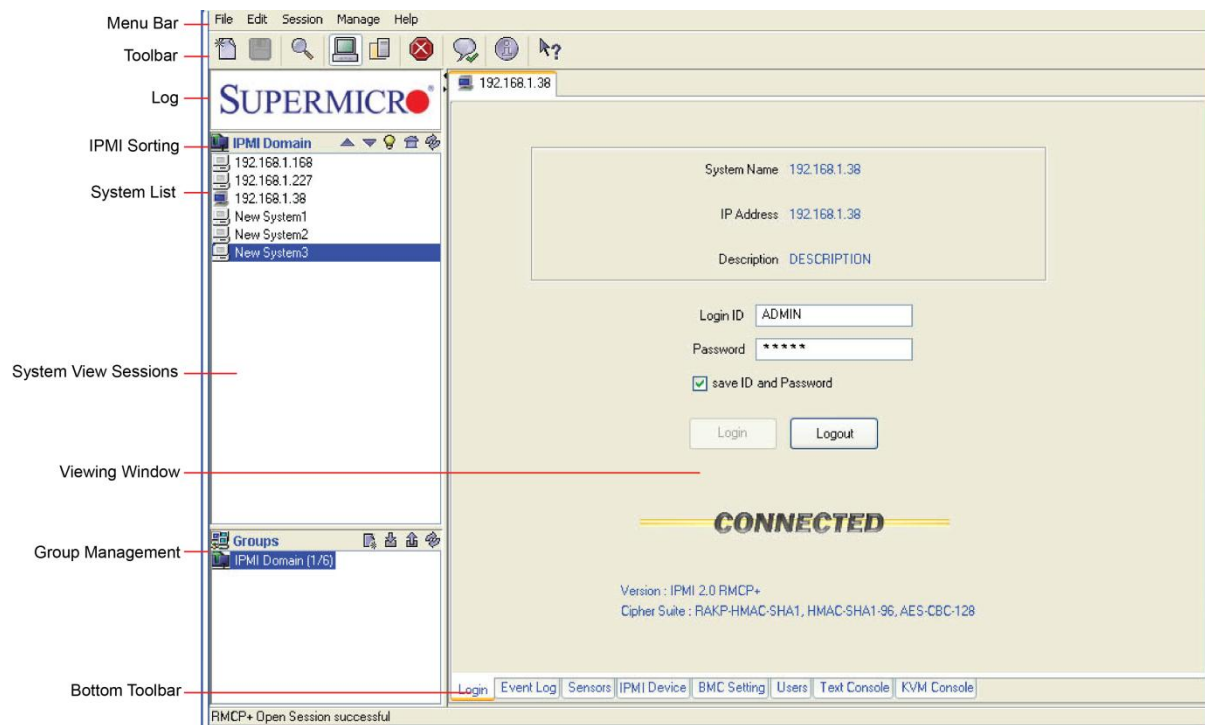 Menu Bar
File Edit Session Manage Help
Toolbar
Log
SUPERMICRO®
192.168.1.38
IPMI Sorting
IPMI Domain
System List
192.168.1.168
192.168.1.227
192.168.1.38
New System1
New System2
New System3
System Name 192.168.1.38
IP Address 192.168.1.38
Description DESCRIPTION
Login ID ADMIN
Password *****
save ID and Password
Login Logout
System View Sessions
Viewing Window
CONNECTED
Group Management
Groups
IPMI Domain (1/6)
Version : IPMI 2.0 RMCP+
Cipher Suite : RAKP-HMAC-SHA1, HMAC-SHA1-96, AES-CBC-128
Bottom Toolbar
Login Event Log Sensors IPMI Device BMC Setting Users Text Console KVM Console
RMCP+ Open Session successful